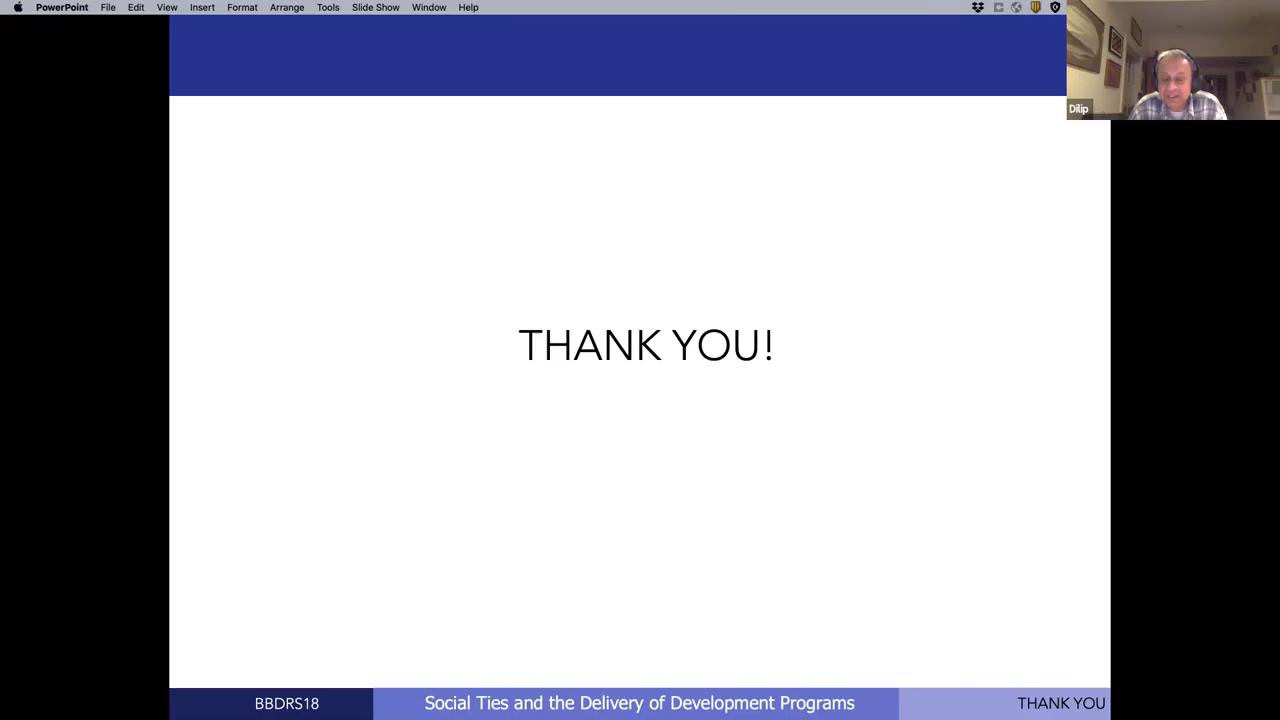 PowerPoint File Edit View Insert Format Arrange Tools Slide Show Window Help
Dilip
THANK YOU!
BBDRS18 Social Ties and the Delivery of Development Programs THANK YOU